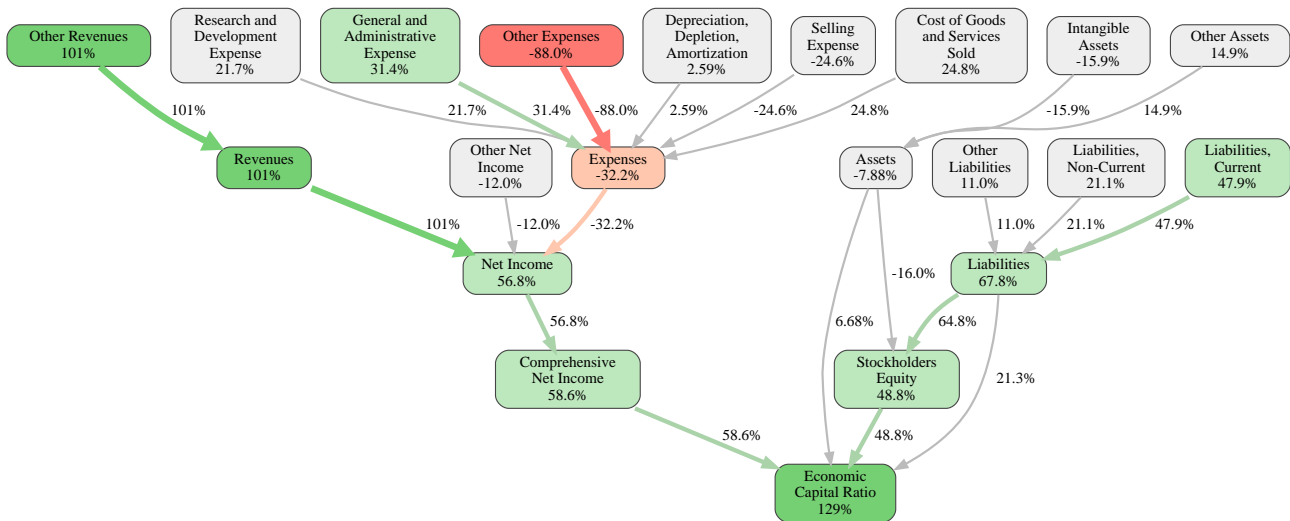 Other Revenues
101%
Research and
Development
Expense
21.7%
General and
Administrative
Expense
31.4%
Other Expenses
-88.0%
Depreciation,
Depletion,
Amortization
2.59%
Selling
Expense
-24.6%
Cost of Goods
and Services
Sold
24.8%
Intangible
Assets
-15.9%
Other Assets
14.9%
101%
21.7%
31.4%
-88.0%
2.59%
-24.6%
24.8%
-15.9%
14.9%
Revenues
101%
Other Net
Income
-12.0%
Expenses
-32.2%
Assets
-7.88%
Other
Liabilities
11.0%
Liabilities,
Non-Current
21.1%
Liabilities,
Current
47.9%
101%
-12.0%
-32.2%
11.0%
21.1%
47.9%
Net Income
56.8%
Liabilities
67.8%
-16.0%
56.8%
6.68%
64.8%
Comprehensive
Net Income
58.6%
Stockholders
Equity
48.8%
21.3%
58.6%
48.8%
Economic
Capital Ratio
129%